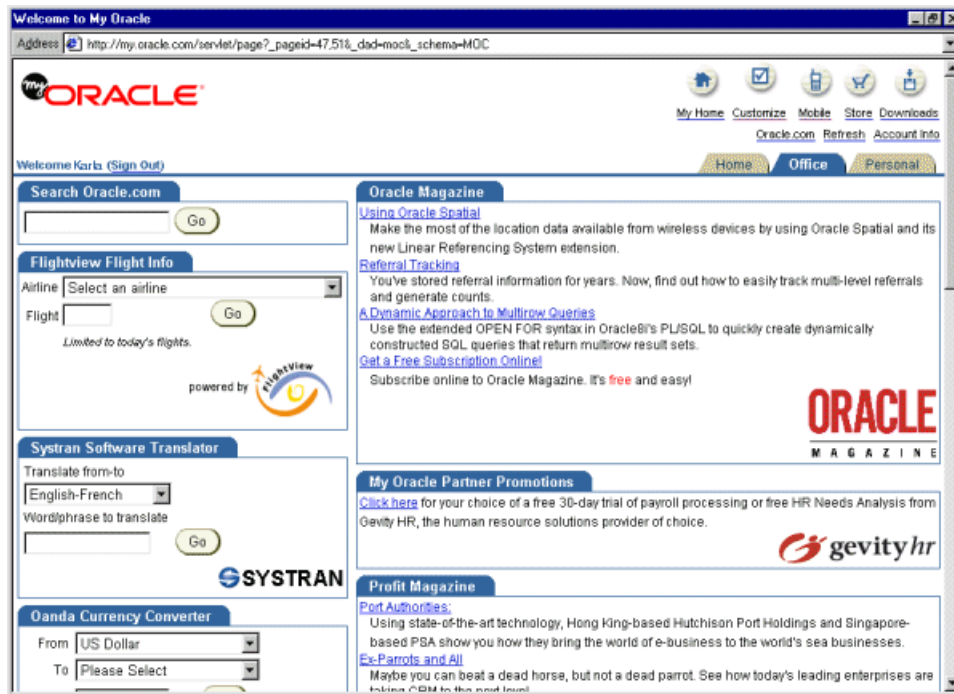 Welcome to My Oracle
Address http://my.oracle.com/servlet/page?_pageid=47,51&_dad=moc&_schema=MOC
my ORACLE
My Home Customize Mobile Store Downloads
Oracle.com Refresh Account Info
Welcome Karla (Sign Out)
Home Office Personal
Search Oracle.com
Go
Flightview Flight Info
Airline Select an airline
Flight Go
Limited to today's flights.
powered by FlightView
Systran Software Translator
Translate from-to
English-French
Word/phrase to translate
Go
SYSTRAN
Oanda Currency Converter
From US Dollar
To Please Select
Oracle Magazine
Using Oracle Spatial
Make the most of the location data available from wireless devices by using Oracle Spatial and its
new Linear Referencing System extension.
Referral Tracking
You've stored referral information for years. Now, find out how to easily track multi-level referrals
and generate counts.
A Dynamic Approach to Multirow Queries
Use the extended OPEN FOR syntax in Oracle8i's PL/SQL to quickly create dynamically
constructed SQL queries that return multirow result sets.
Get a Free Subscription Online!
Subscribe online to Oracle Magazine. It's free and easy!
ORACLE
MAGAZINE
My Oracle Partner Promotions
Click here for your choice of a free 30-day trial of payroll processing or free HR Needs Analysis from
Gevity HR, the human resource solutions provider of choice.
gevity hr
Profit Magazine
Port Authorities:
Using state-of-the-art technology, Hong King-based Hutchison Port Holdings and Singapore-
based PSA show you how they bring the world of e-business to the world's sea businesses.
Ex-Parrots and All
Maybe you can beat a dead horse, but not a dead parrot. See how today's leading enterprises are
taking CRM to the next level.